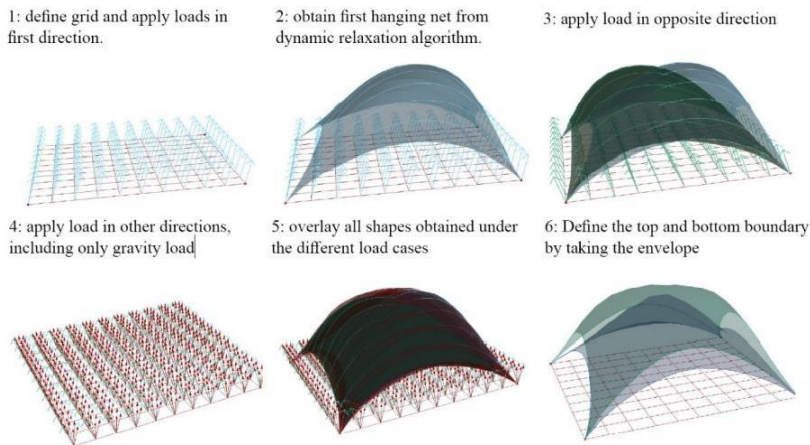 1: define grid and apply loads in
first direction.
2: obtain first hanging net from
dynamic relaxation algorithm.
3: apply load in opposite direction
4: apply load in other directions,
including only gravity load
5: overlay all shapes obtained under
the different load cases
6: Define the top and bottom boundary
by taking the envelope